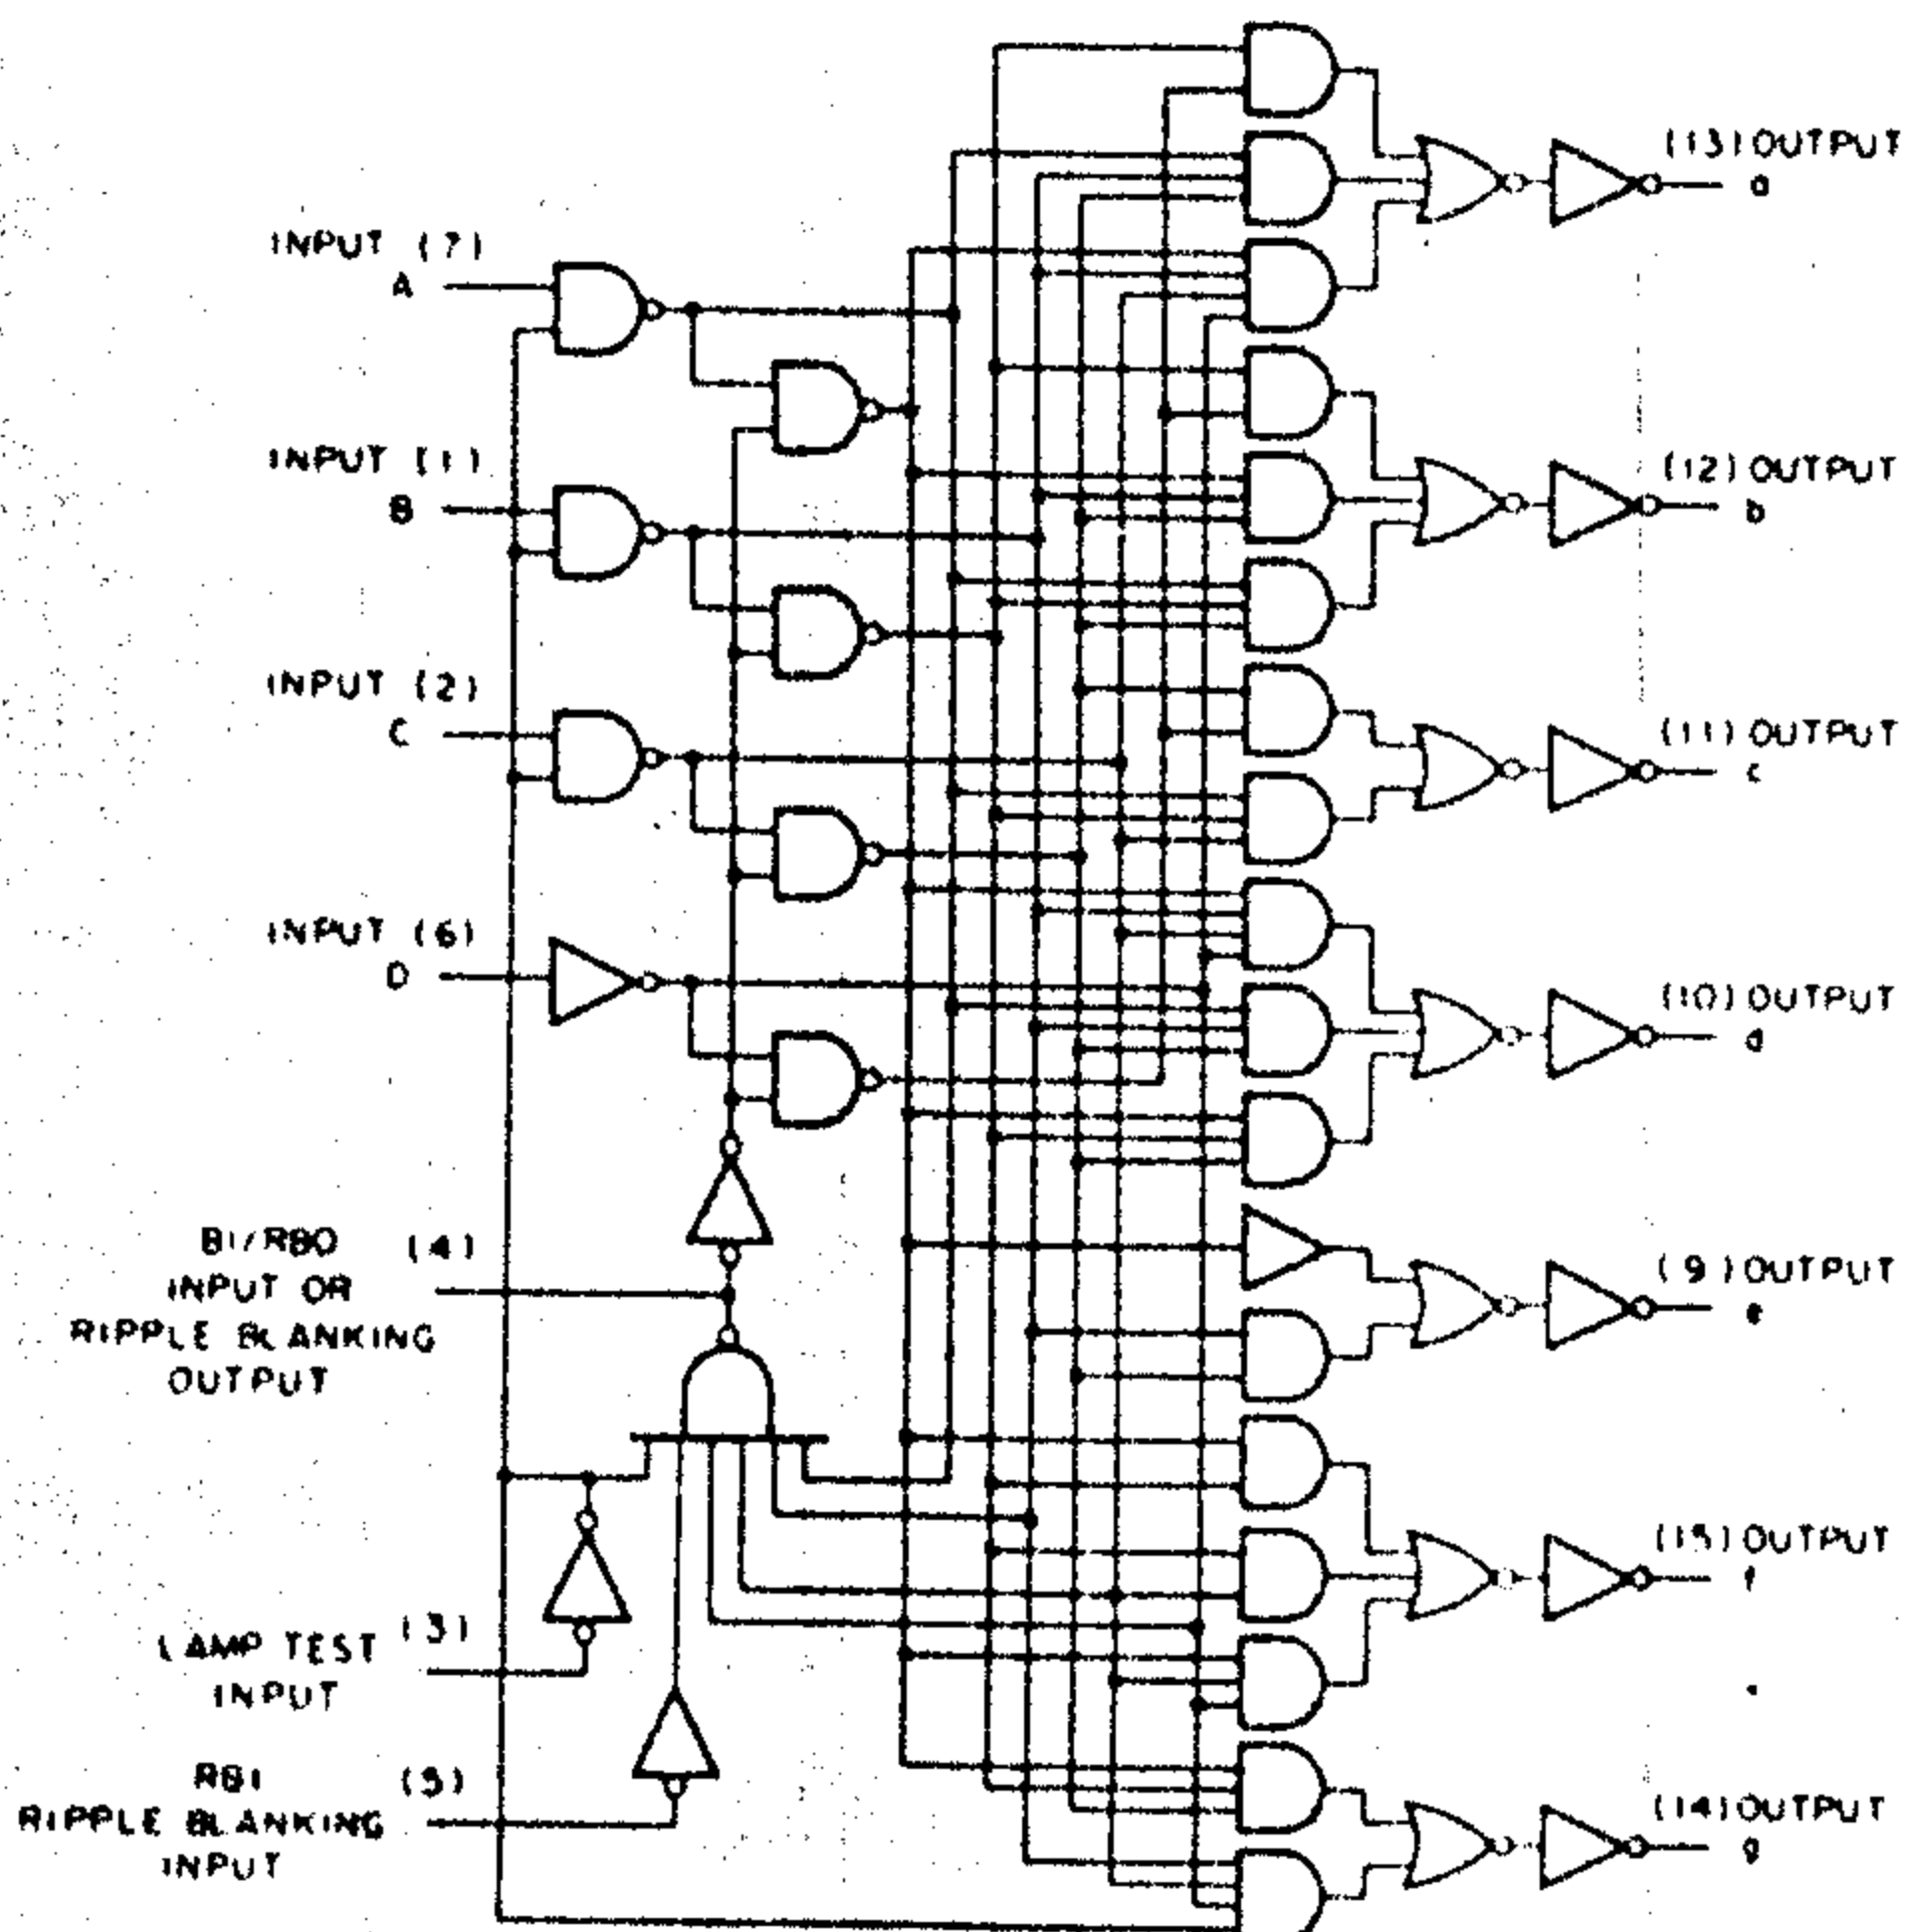 (13) OUTPUT
a
INPUT (7)
A
INPUT (1)
B
(12) OUTPUT
b
INPUT (2)
C
(11) OUTPUT
c
INPUT (6)
D
(10) OUTPUT
d
BI/RBO (4)
INPUT OR
RIPPLE BLANKING
OUTPUT
(9) OUTPUT
e
(15) OUTPUT
f
LAMP TEST (3)
INPUT
RBI (5)
RIPPLE BLANKING
INPUT
(14) OUTPUT
g